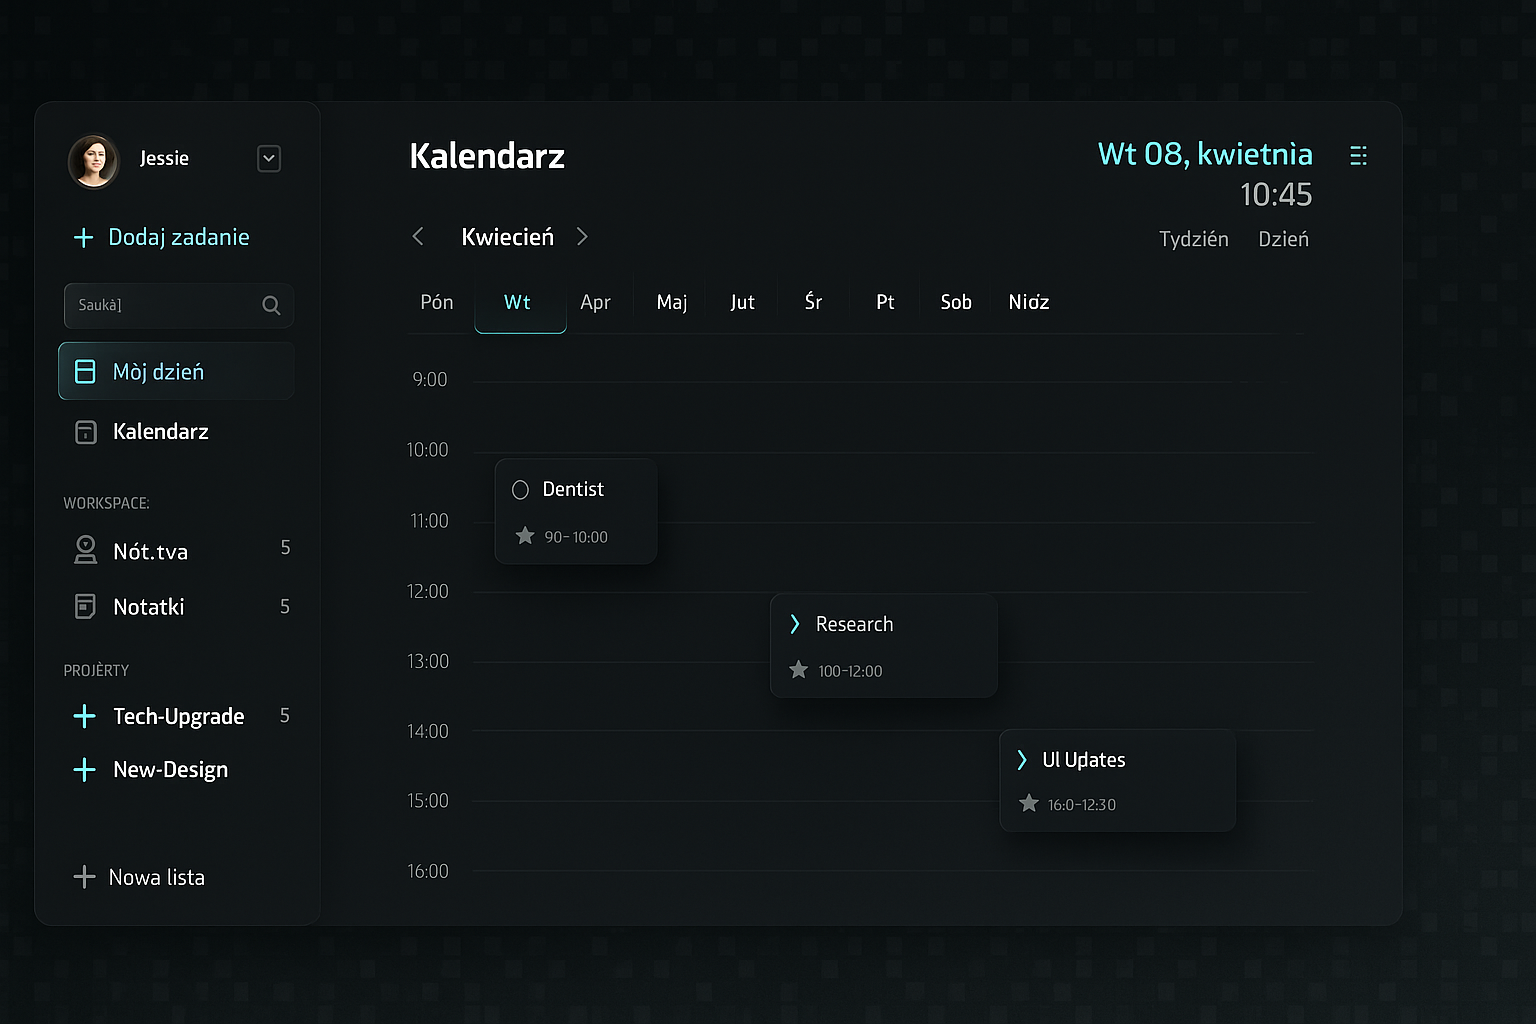 Jessie
+ Dodaj zadanie
Saukà]
Mòj dzień
Kalendarz
WORKSPACE:
Nót.tva 5
Notatki 5
PROJÈRTY
+ Tech-Upgrade 5
+ New-Design
+ Nowa lista
Kalendarz
Wt 08, kwietnìa
10:45
< Kwiecień >
Tydzién Dzień
Pón Wt Apr Maj Jut Śr Pt Sob Nidź
9:00
10:00
Dentist
11:00
90–10:00
12:00
Research
13:00
100–12:00
14:00
UI Updates
15:00
16:0–12:30
16:00